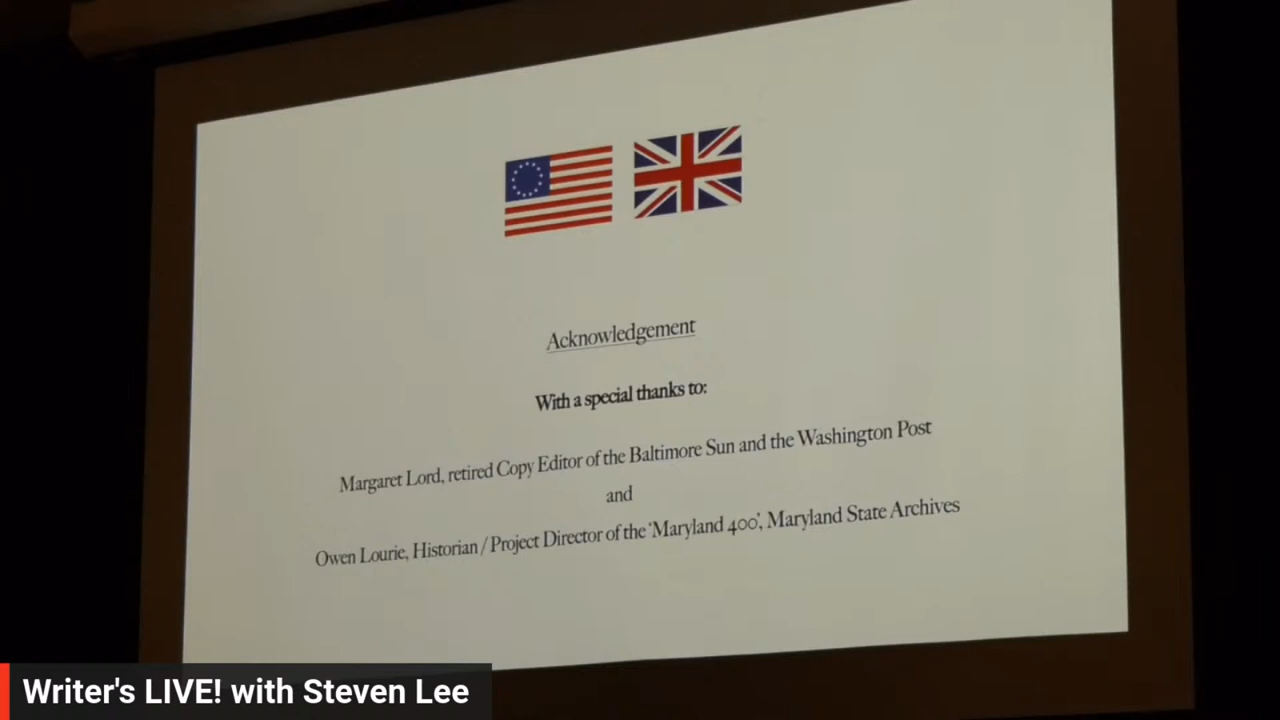 Acknowledgement
With a special thanks to:
Margaret Lord, retired Copy Editor of the Baltimore Sun and the Washington Post
and
Owen Lourie, Historian / Project Director of the 'Maryland 400', Maryland State Archives
Writer's LIVE! with Steven Lee